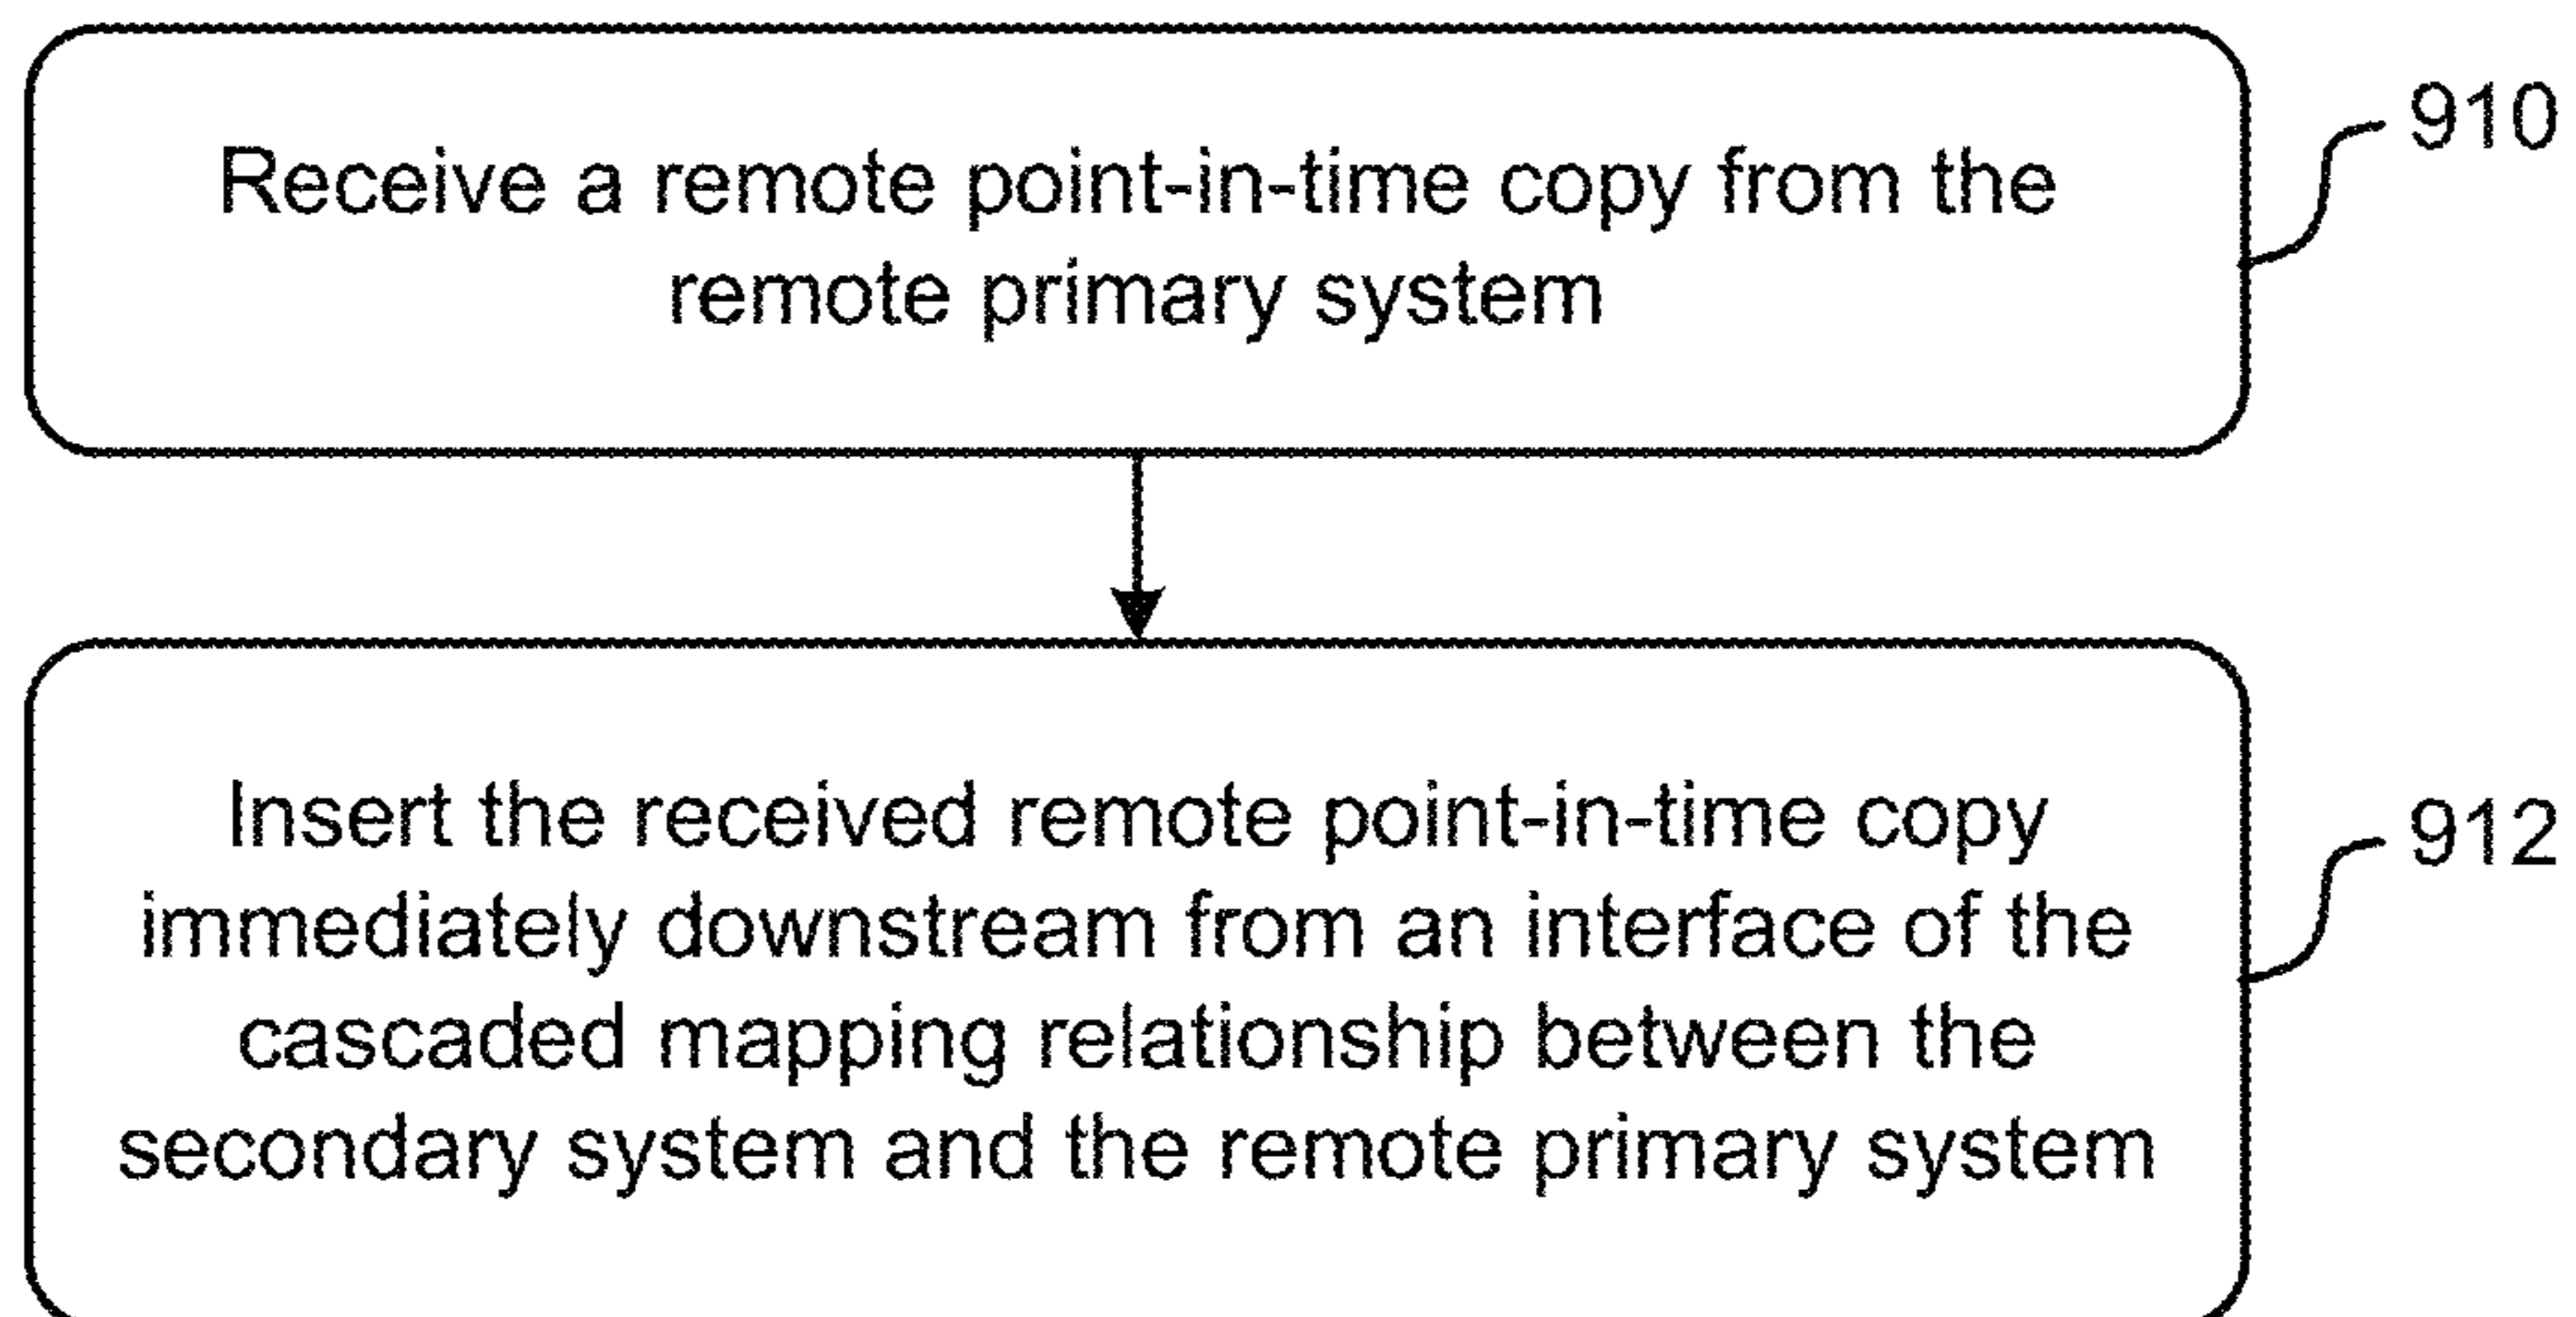 Receive a remote point-in-time copy from the
remote primary system
910
Insert the received remote point-in-time copy
immediately downstream from an interface of the
cascaded mapping relationship between the
secondary system and the remote primary system
912